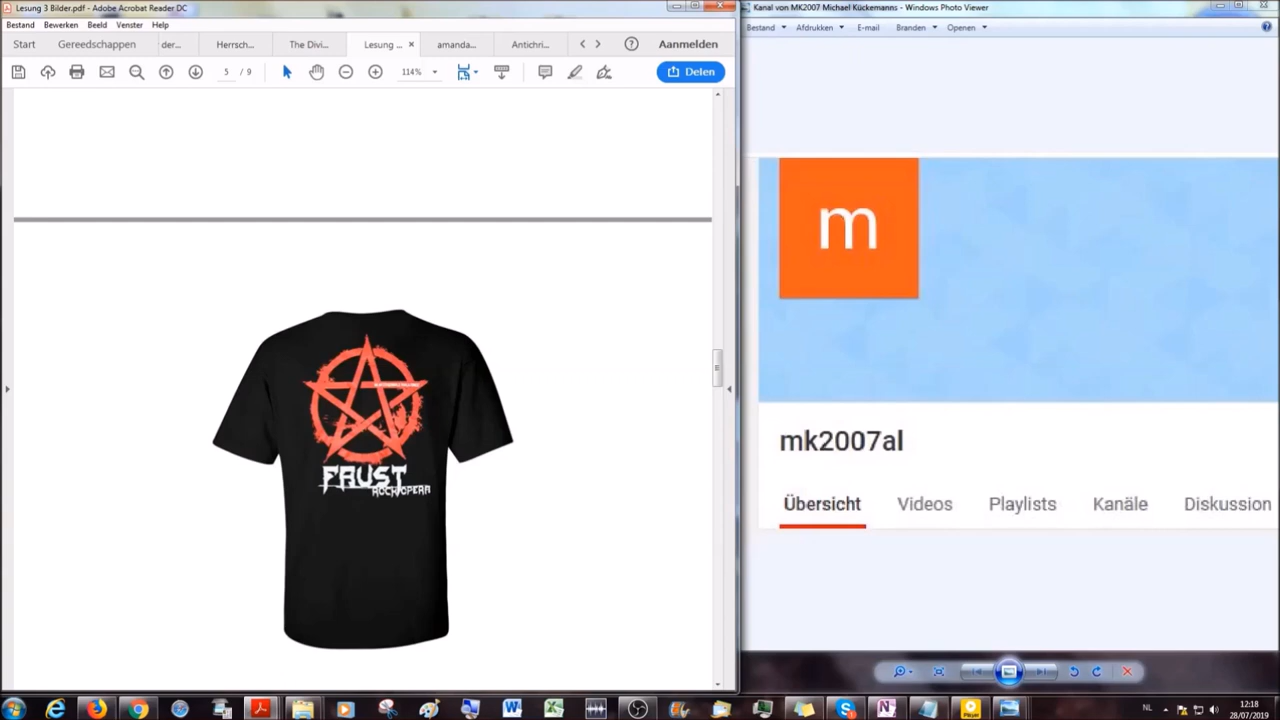 Lesung 3 Bilder.pdf - Adobe Acrobat Reader DC
Bestand Bewerken Beeld Venster Help
Start Gereedschappen der... Herrsch... The Divi... Lesung ... × amanda... Antichri... Aanmelden
5 / 9 114% Delen
FAUST
ROCKOPERA
Kanal von MK2007 Michael Kückemanns - Windows Photo Viewer
Bestand Afdrukken E-mail Branden Openen
m
mk2007al
Übersicht Videos Playlists Kanäle Diskussion
NL 12:18
28/07/2019